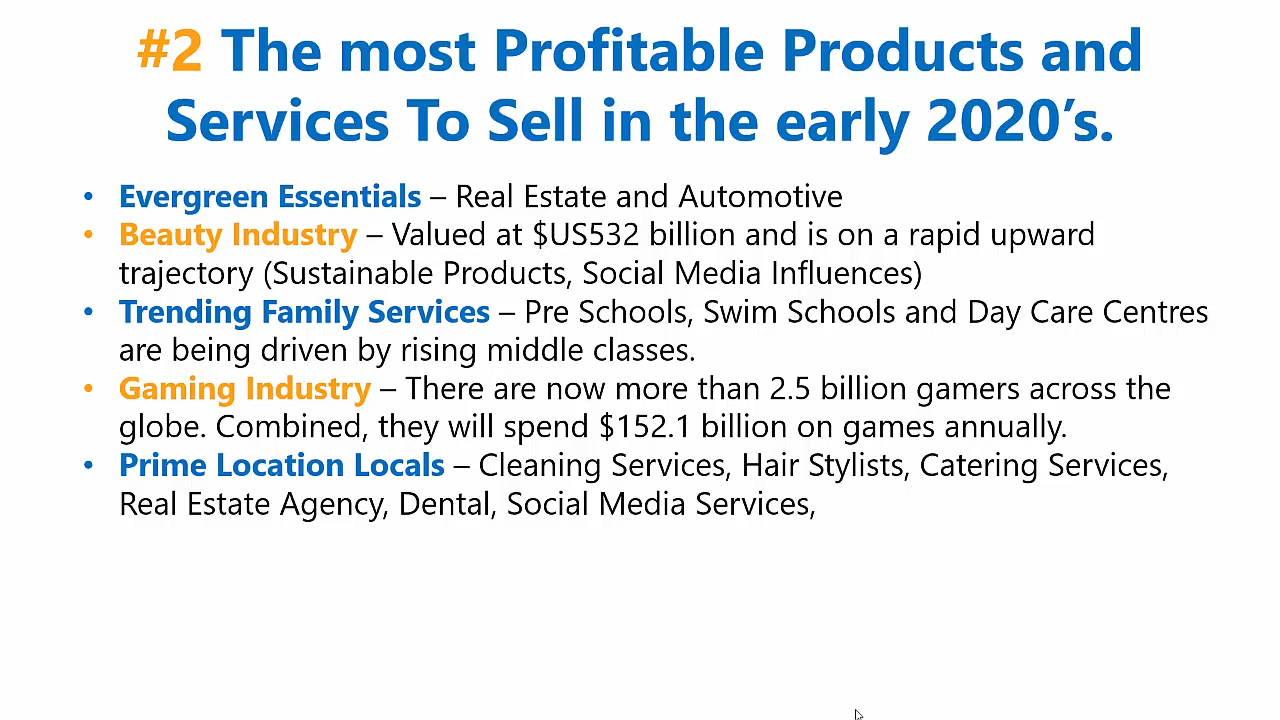 #2 The most Profitable Products and
Services To Sell in the early 2020's.
• Evergreen Essentials – Real Estate and Automotive
• Beauty Industry – Valued at $US532 billion and is on a rapid upward
trajectory (Sustainable Products, Social Media Influences)
• Trending Family Services – Pre Schools, Swim Schools and Day Care Centres
are being driven by rising middle classes.
• Gaming Industry – There are now more than 2.5 billion gamers across the
globe. Combined, they will spend $152.1 billion on games annually.
• Prime Location Locals – Cleaning Services, Hair Stylists, Catering Services,
Real Estate Agency, Dental, Social Media Services,